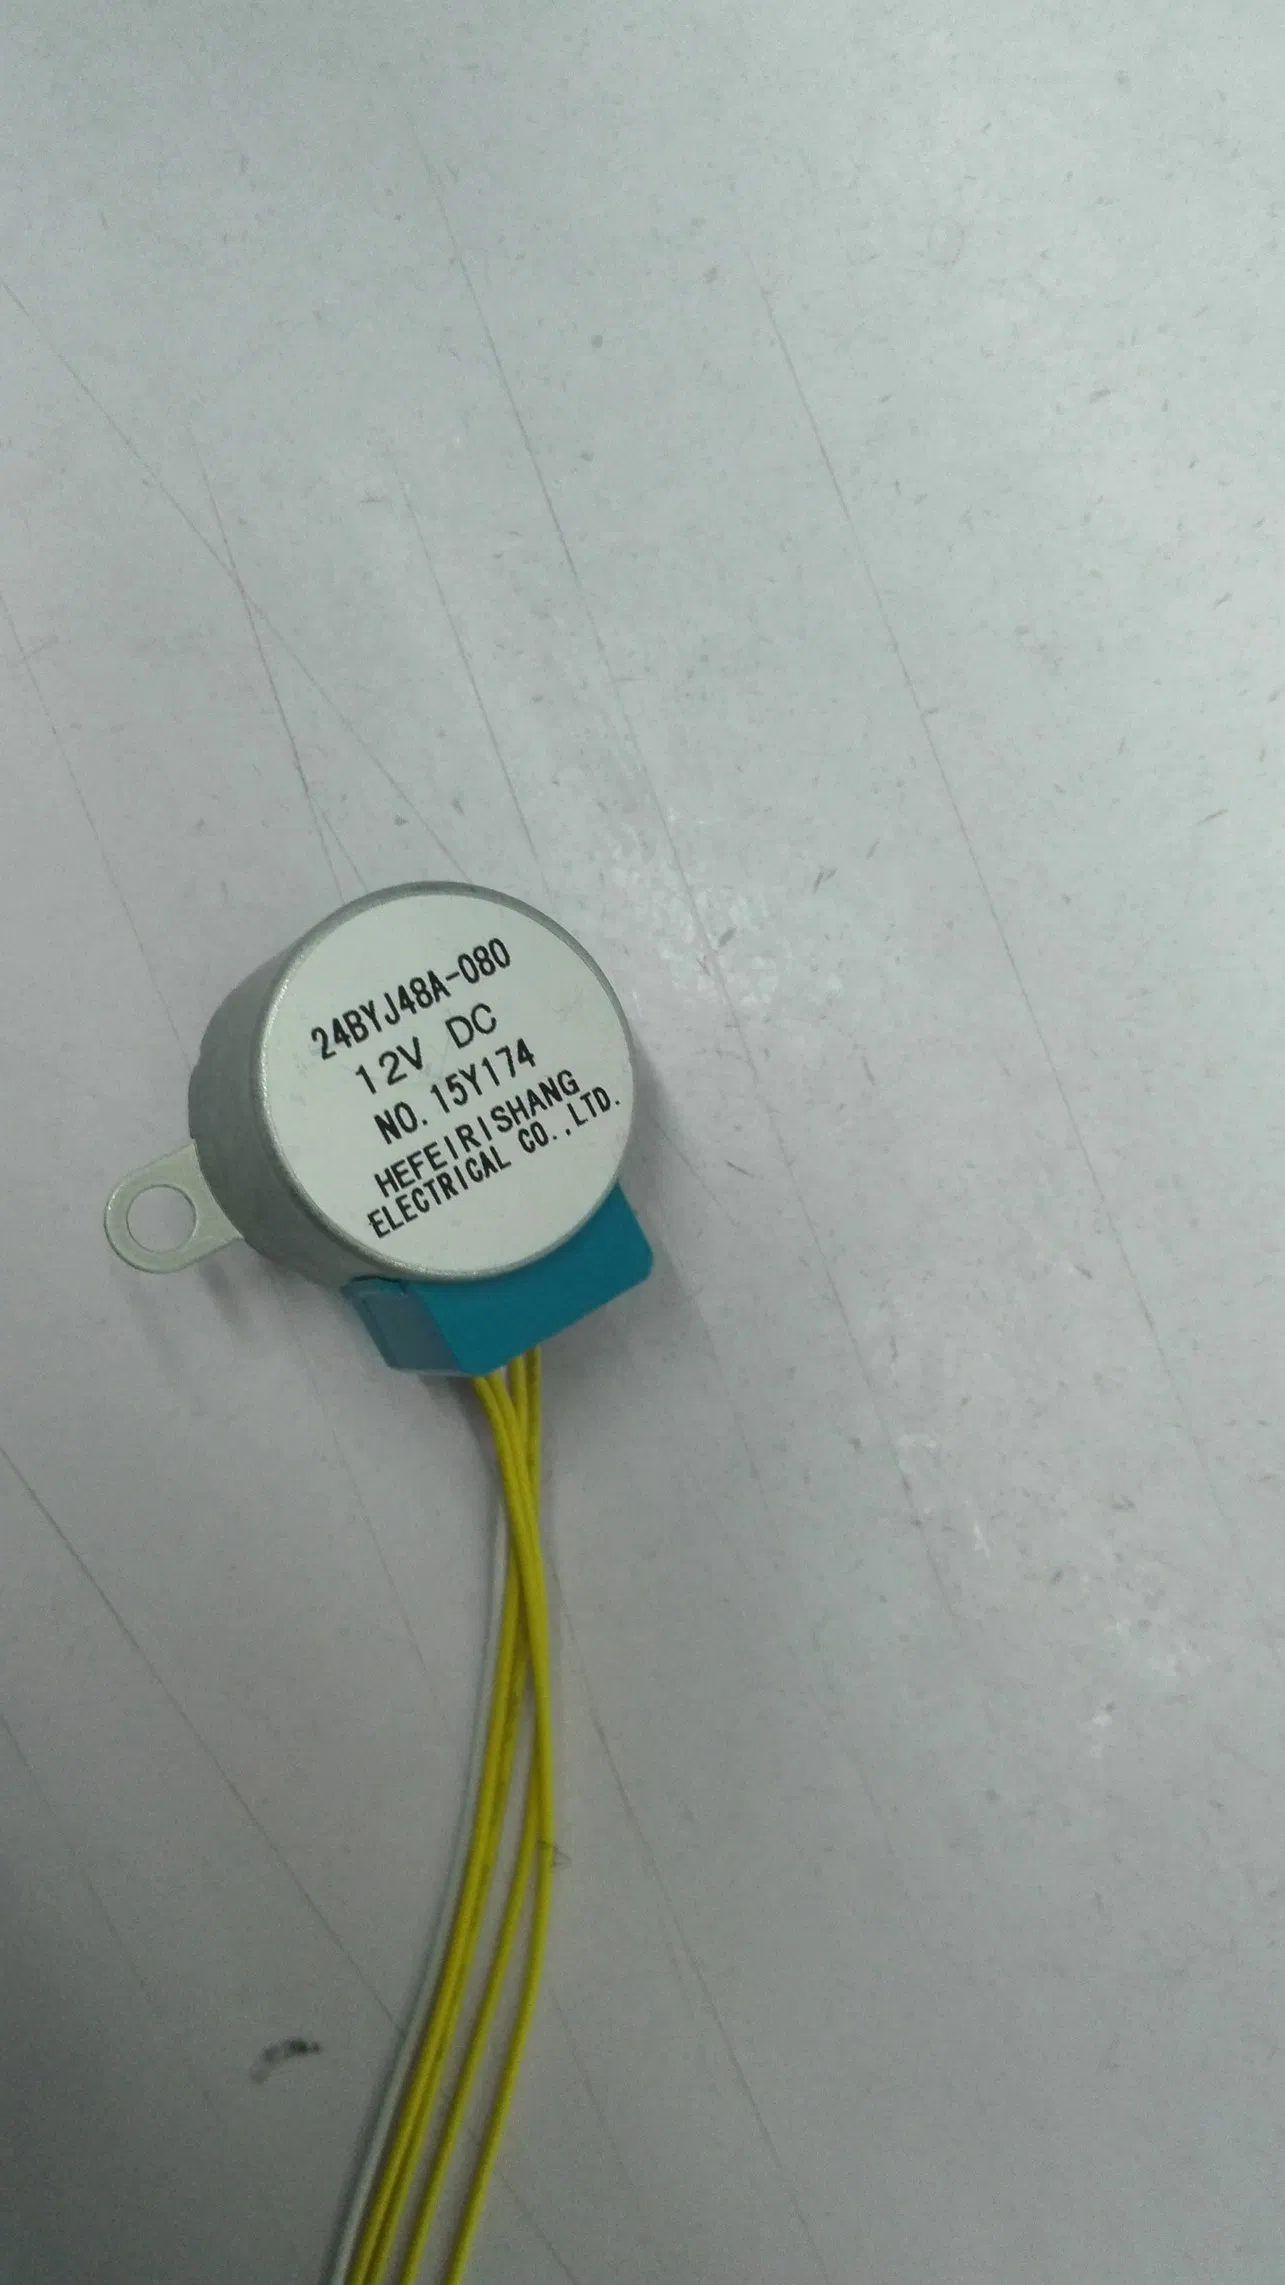 24BYJ48A-080
12V DC
NO.15Y174
HEFEIRISHANG
ELECTRICAL CO.,LTD.